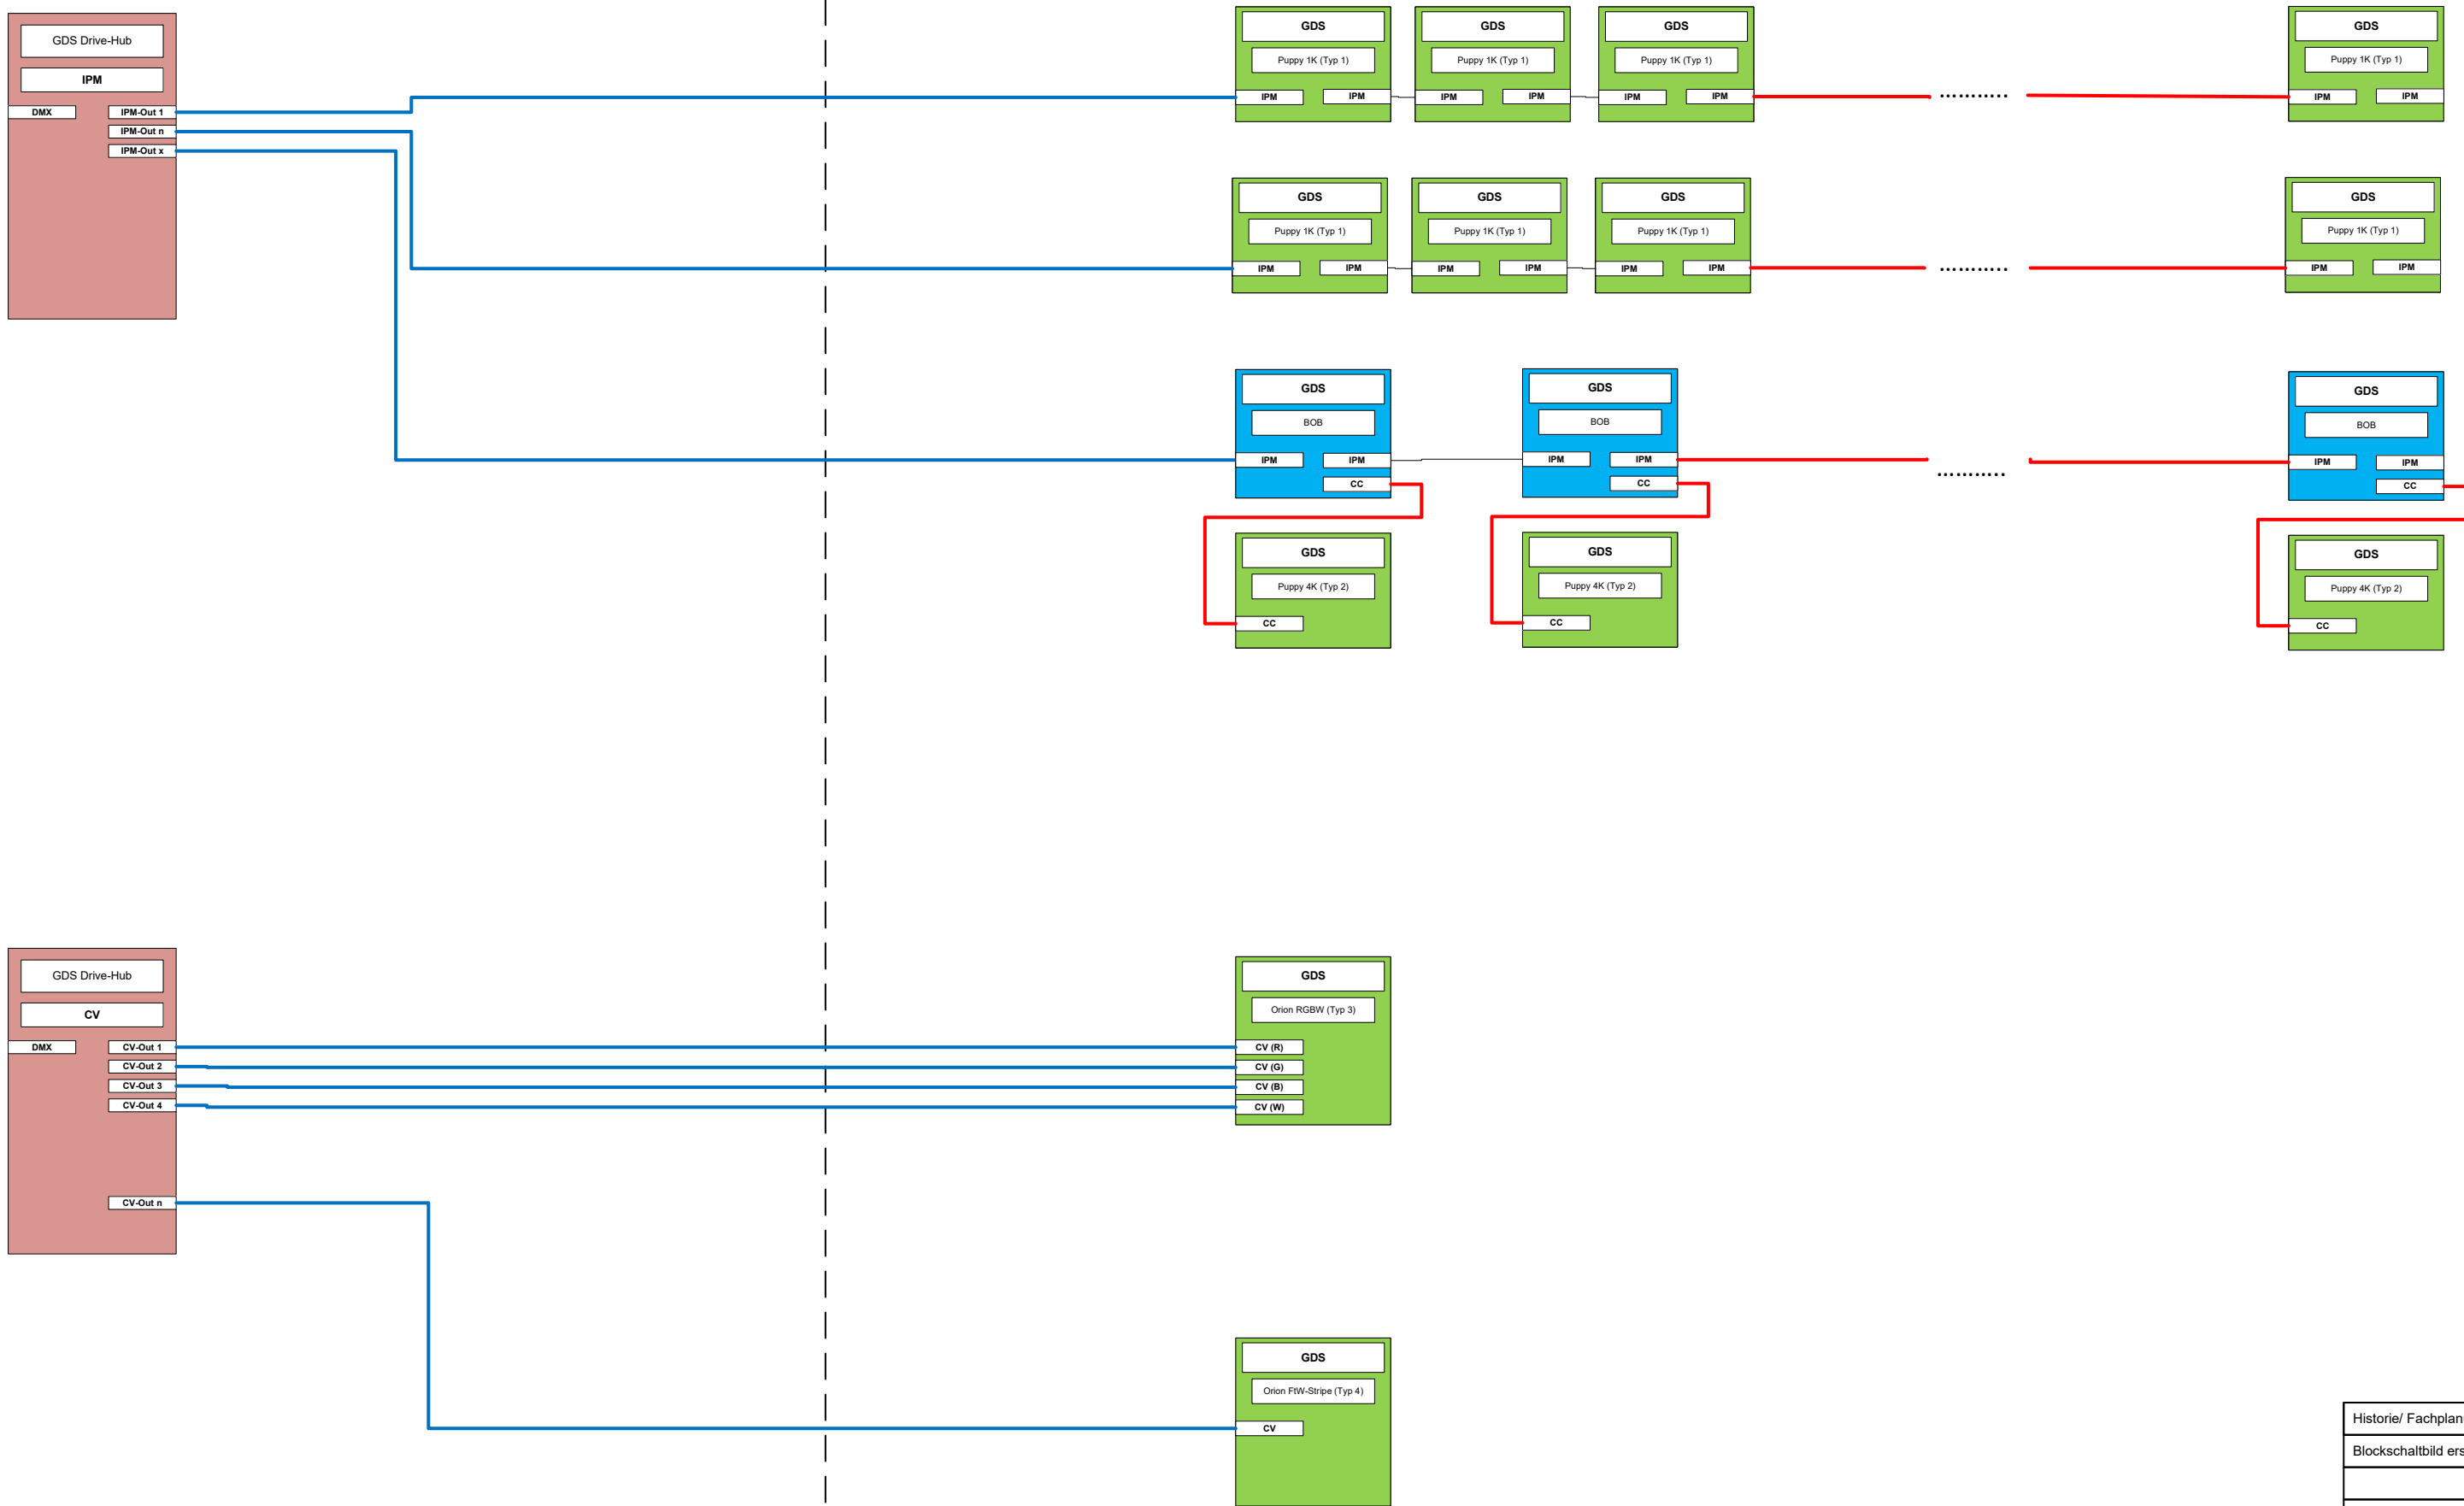 GDS Drive-Hub
IPM
DMX
IPM-Out 1
IPM-Out n
IPM-Out x
GDS
Puppy 1K (Typ 1)
IPM
IPM
GDS
Puppy 1K (Typ 1)
IPM
IPM
GDS
Puppy 1K (Typ 1)
IPM
IPM
...........
GDS
Puppy 1K (Typ 1)
IPM
IPM
GDS
Puppy 1K (Typ 1)
IPM
IPM
GDS
Puppy 1K (Typ 1)
IPM
IPM
GDS
Puppy 1K (Typ 1)
IPM
IPM
...........
GDS
Puppy 1K (Typ 1)
IPM
IPM
GDS
BOB
IPM
IPM
CC
GDS
BOB
IPM
IPM
CC
...........
GDS
BOB
IPM
IPM
CC
GDS
Puppy 4K (Typ 2)
CC
GDS
Puppy 4K (Typ 2)
CC
GDS
Puppy 4K (Typ 2)
CC
GDS Drive-Hub
CV
DMX
CV-Out 1
CV-Out 2
CV-Out 3
CV-Out 4
CV-Out n
GDS
Orion RGBW (Typ 3)
CV (R)
CV (G)
CV (B)
CV (W)
GDS
Orion FtW-Stripe (Typ 4)
CV
Historie/ Fachplan
Blockschaltbild ers